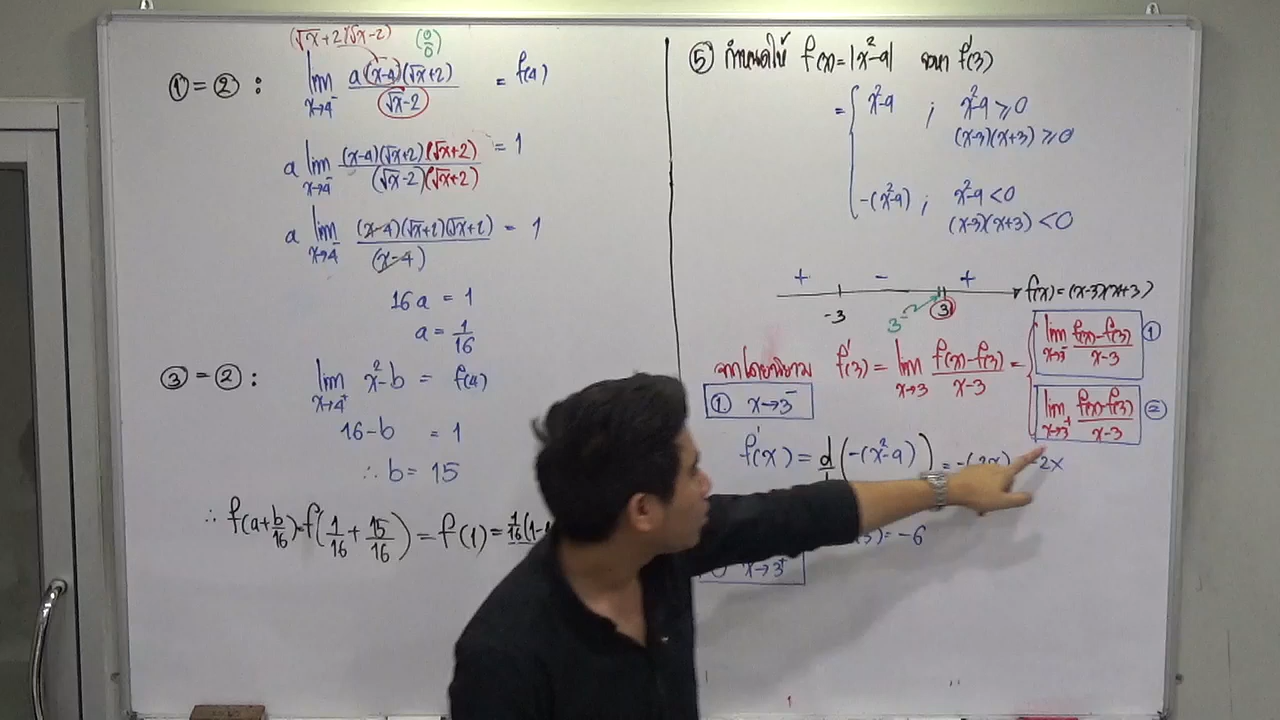 (√x+2)(√x-2) (0/0)
① = ② : lim x→4⁻ a(x-4)(√x+2)/(√x-2) = f(4)
a lim x→4⁻ (x-4)(√x+2)(√x+2)/(√x-2)(√x+2) = 1
a lim x→4⁻ (x-4)(√x+2)(√x+2)/(x-4) = 1
16a = 1
a = 1/16
③ = ② : lim x→4⁺ x²-b = f(4)
16-b = 1
∴ b = 15
∴ f(a+b/16) = f(1/16 + 15/16) = f(1) = 1/16(1-
⑤ กำหนดให้ f(x) = |x²-9| จงหา f'(3)
= { x²-9 ; x²-9 ≥ 0
(x-3)(x+3) ≥ 0
-(x²-9) ; x²-9 < 0
(x-3)(x+3) < 0
+ - +
-3 3⁻ 3 f(x) = (x-3)(x+3)
จากโดยนิยาม f'(3) = lim x→3 f(x)-f(3)/x-3 = { lim x→3⁻ f(x)-f(3)/x-3 ①
lim x→3⁺ f(x)-f(3)/x-3 ②
① x→3⁻
f'(x) = d (-(x²-9)) = -(2x) -2x
3) = -6
x→3⁺